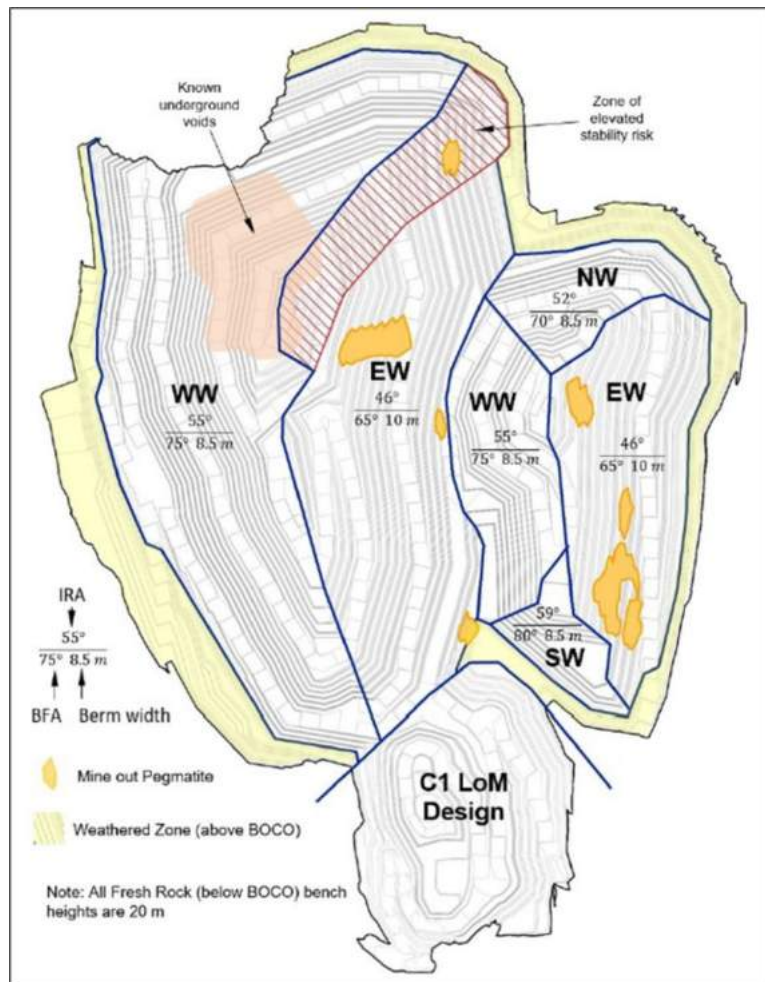 Known
underground
voids
Zone of
elevated
stability risk
NW
52°
70° 8.5 m
WW
55°
75° 8.5 m
EW
46°
65° 10 m
WW
55°
75° 8.5 m
EW
46°
65° 10 m
59°
80° 8.5 m
SW
IRA
55°
75° 8.5 m
BFA Berm width
Mine out Pegmatite
Weathered Zone (above BOCO)
Note: All Fresh Rock (below BOCO) bench
heights are 20 m
C1 LoM
Design